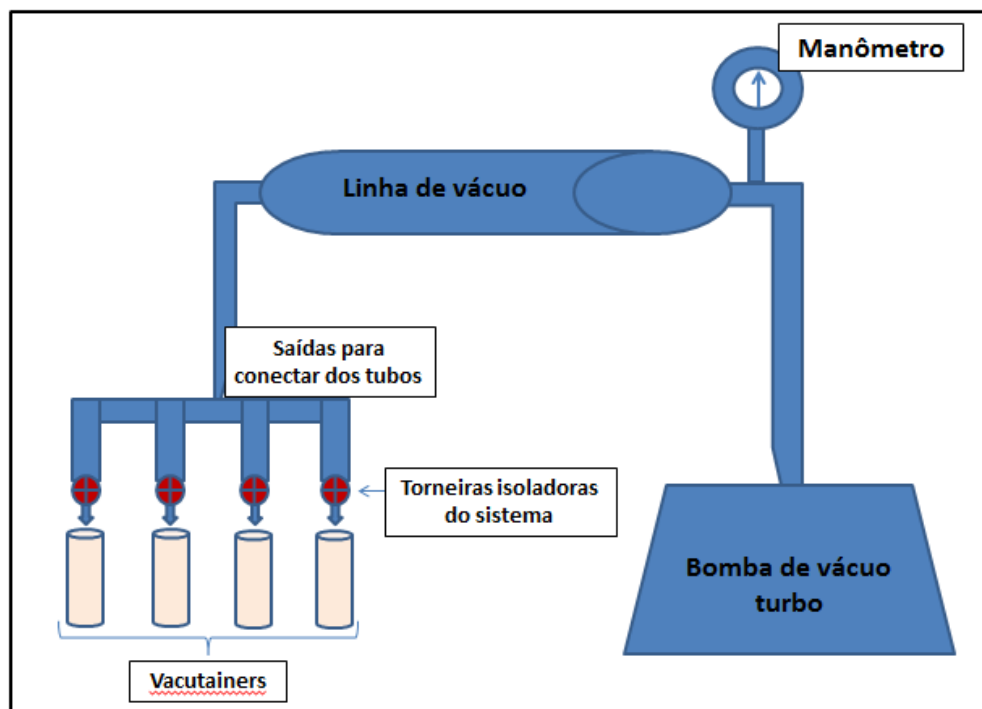 Manômetro
Linha de vácuo
Saídas para
conectar dos tubos
Torneiras isoladoras
do sistema
Bomba de vácuo
turbo
Vacutainers